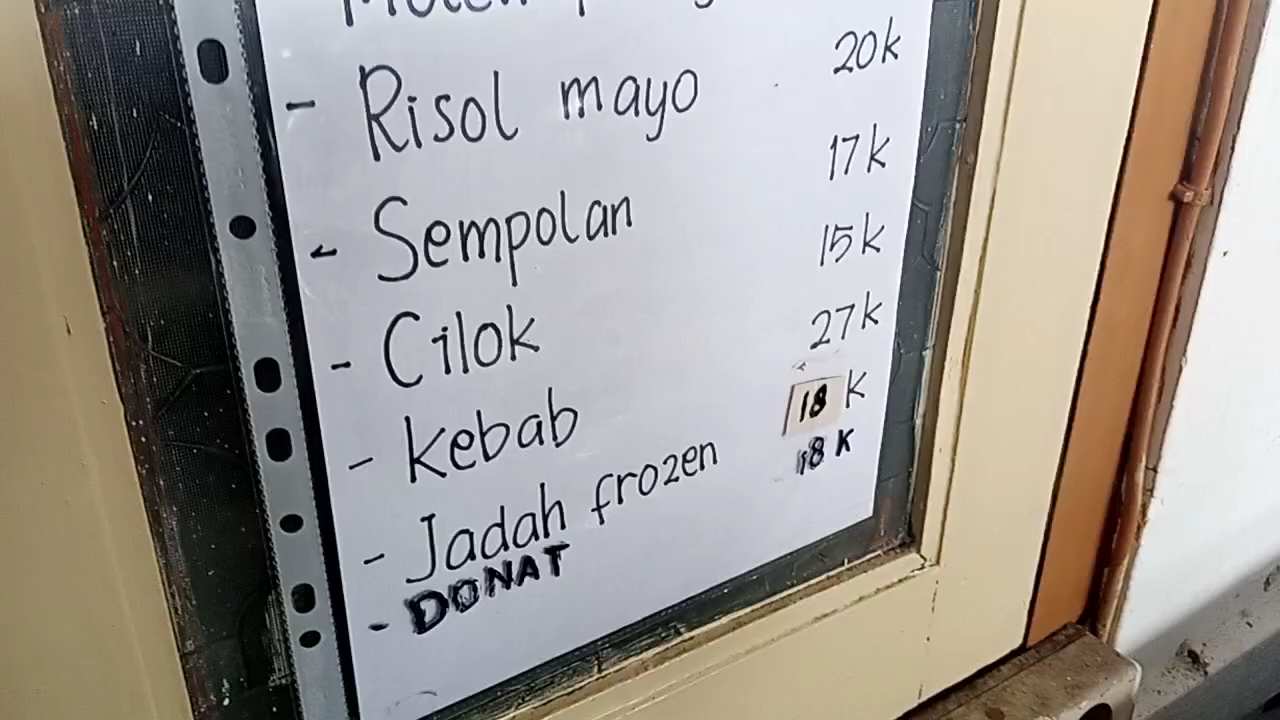 - Risol mayo 20k
- Sempolan 17k
- Cilok 15k
- kebab 27k
- Jadah frozen 18 k
- DONAT 18 K